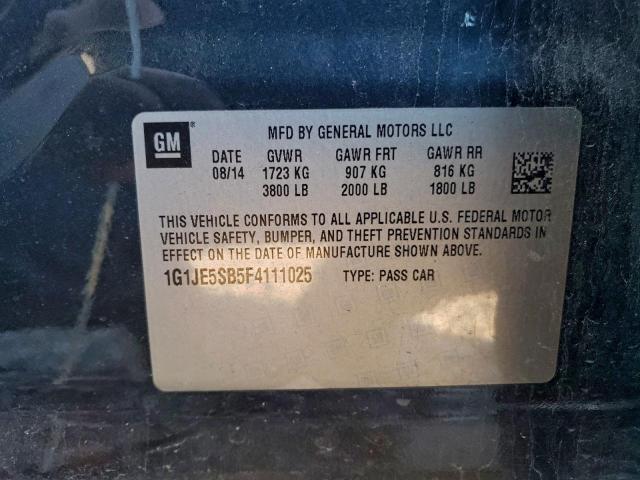 GM® MFD BY GENERAL MOTORS LLC
DATE GVWR GAWR FRT GAWR RR
08/14 1723 KG 907 KG 816 KG
3800 LB 2000 LB 1800 LB
THIS VEHICLE CONFORMS TO ALL APPLICABLE U.S. FEDERAL MOTOR
VEHICLE SAFETY, BUMPER, AND THEFT PREVENTION STANDARDS IN
EFFECT ON THE DATE OF MANUFACTURE SHOWN ABOVE.
1G1JE5SB5F4111025 TYPE: PASS CAR